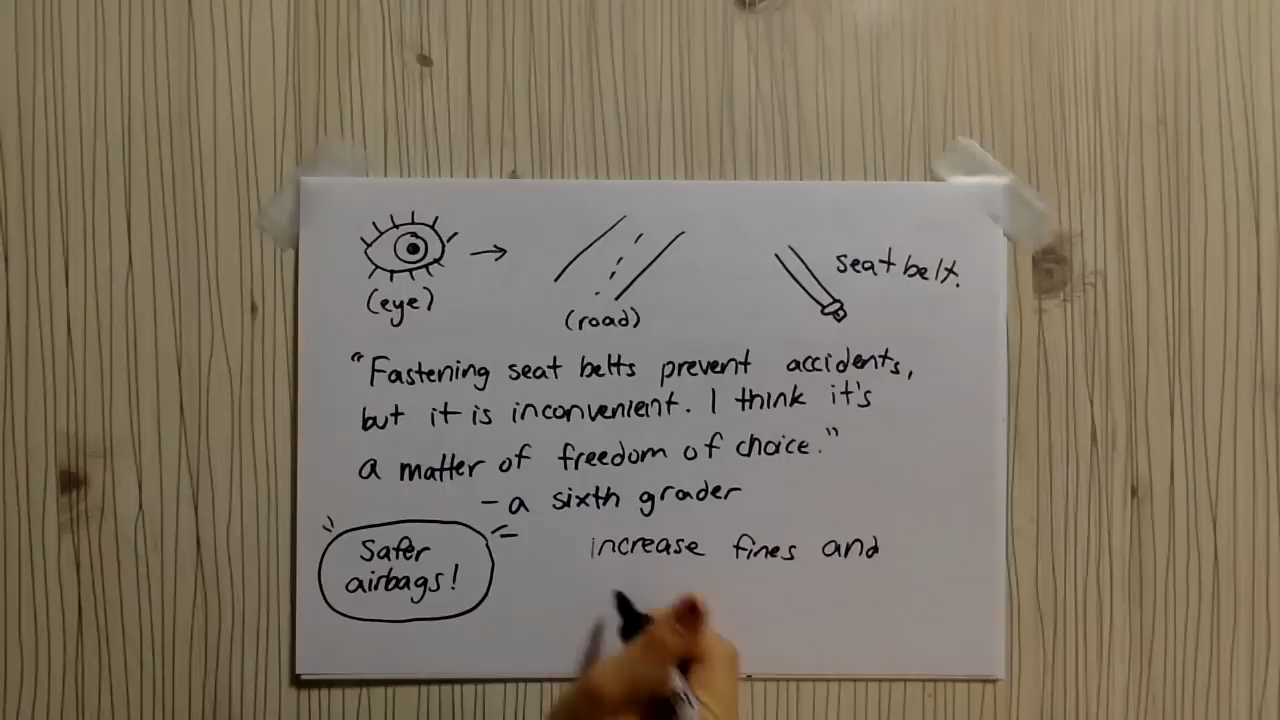 (eye)
(road)
seat belt.
"Fastening seat belts prevent accidents,
but it is inconvenient. I think it's
a matter of freedom of choice."
- a sixth grader
Safer
airbags!
increase fines and